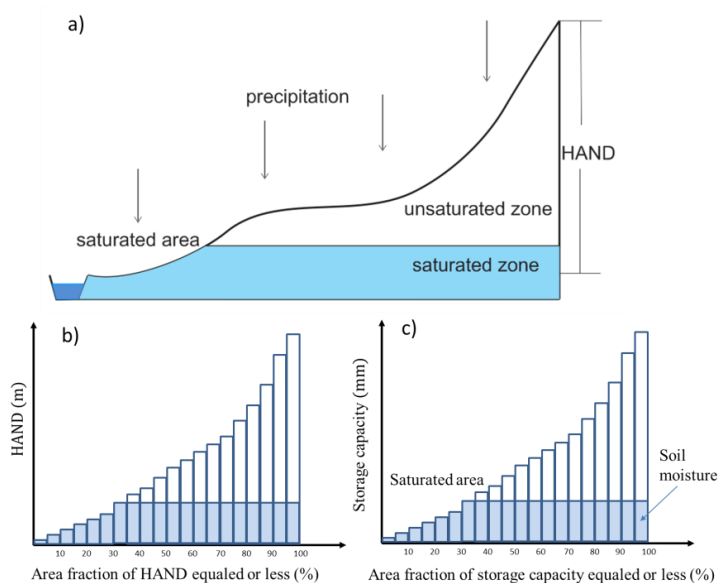 a)
precipitation
HAND
unsaturated zone
saturated area
saturated zone
b)
HAND (m)
10 20 30 40 50 60 70 80 90 100
Area fraction of HAND equaled or less (%)
c)
Storage capacity (mm)
Saturated area
Soil
moisture
10 20 30 40 50 60 70 80 90 100
Area fraction of storage capacity equaled or less (%)